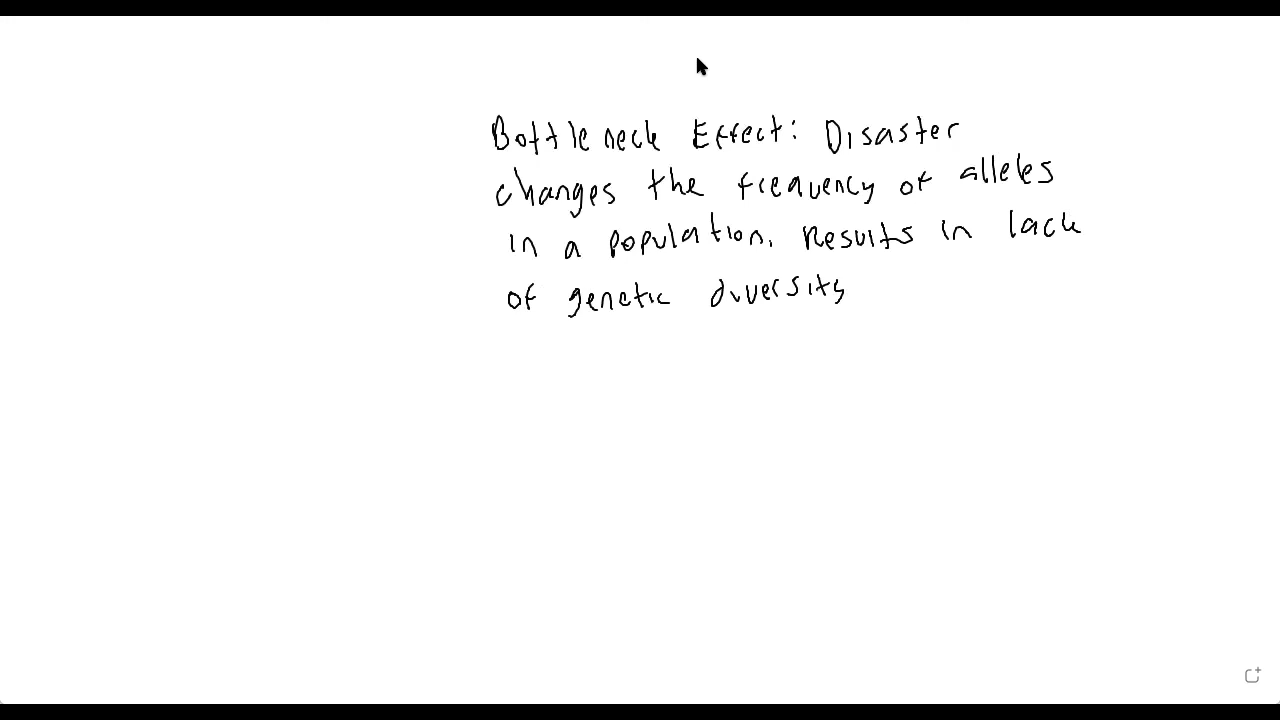 Bottleneck Effect: Disaster
changes the frequency of alleles
in a population. Results in lack
of genetic diversity